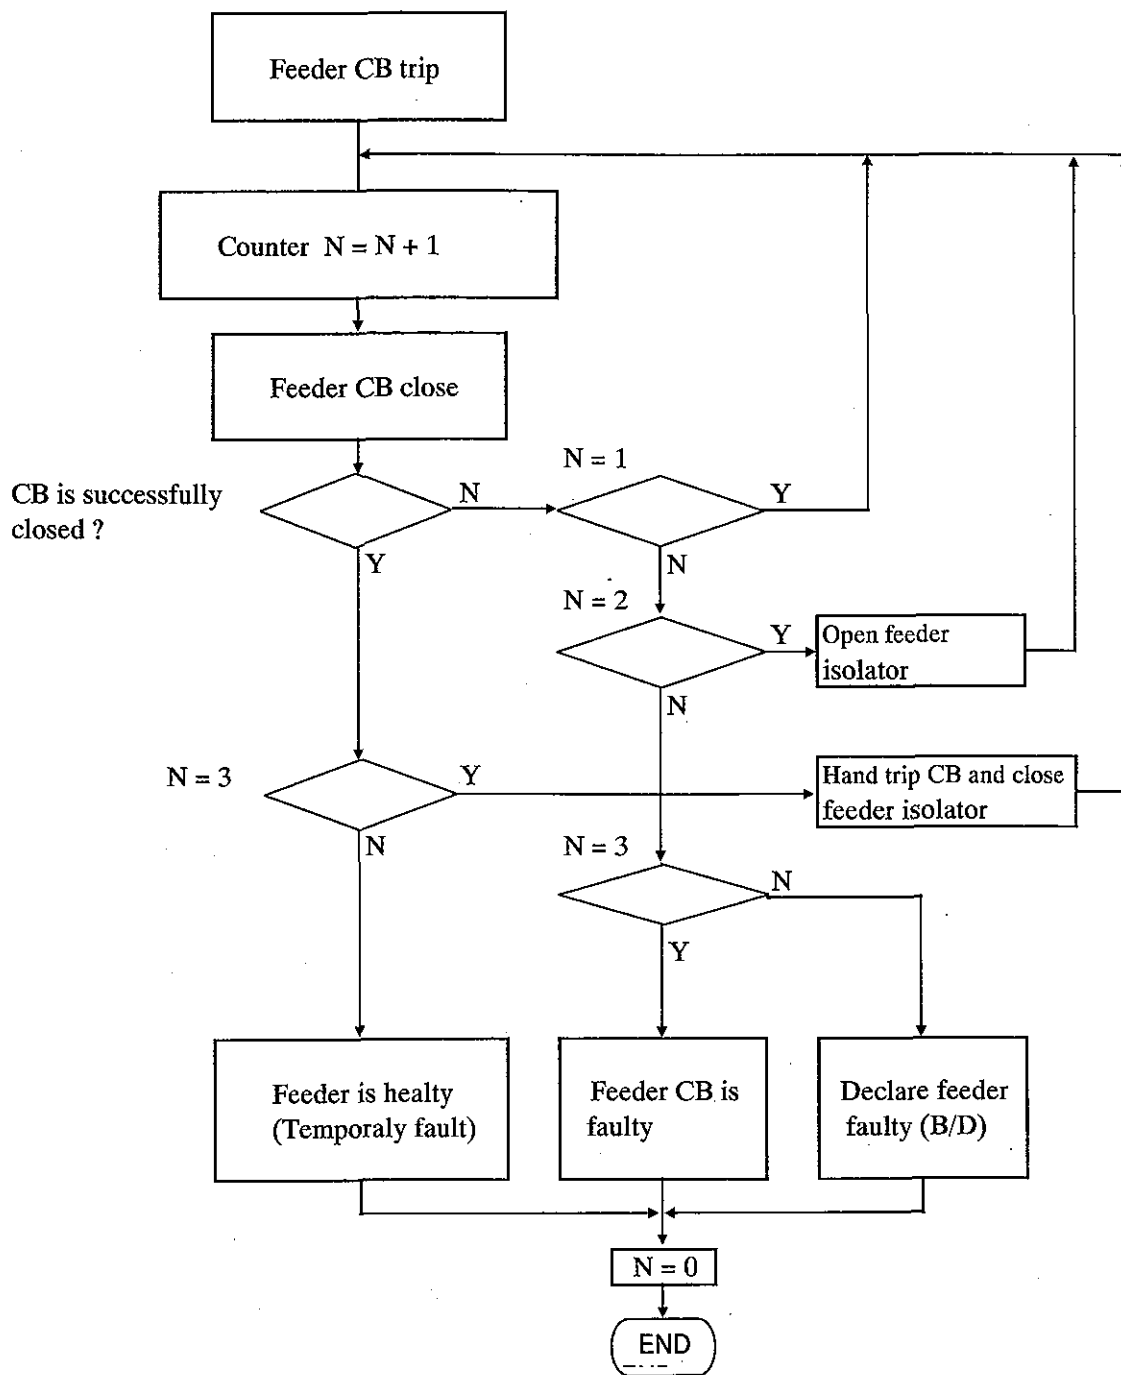 Feeder CB trip
Counter N = N + 1
Feeder CB close
CB is successfully
closed ?
N
Y
N = 1
Y
N
N = 2
Y
Open feeder
isolator
N
N = 3
Y
Hand trip CB and close
feeder isolator
N
N = 3
N
Y
Feeder is healty
(Temporaly fault)
Feeder CB is
faulty
Declare feeder
faulty (B/D)
N = 0
END